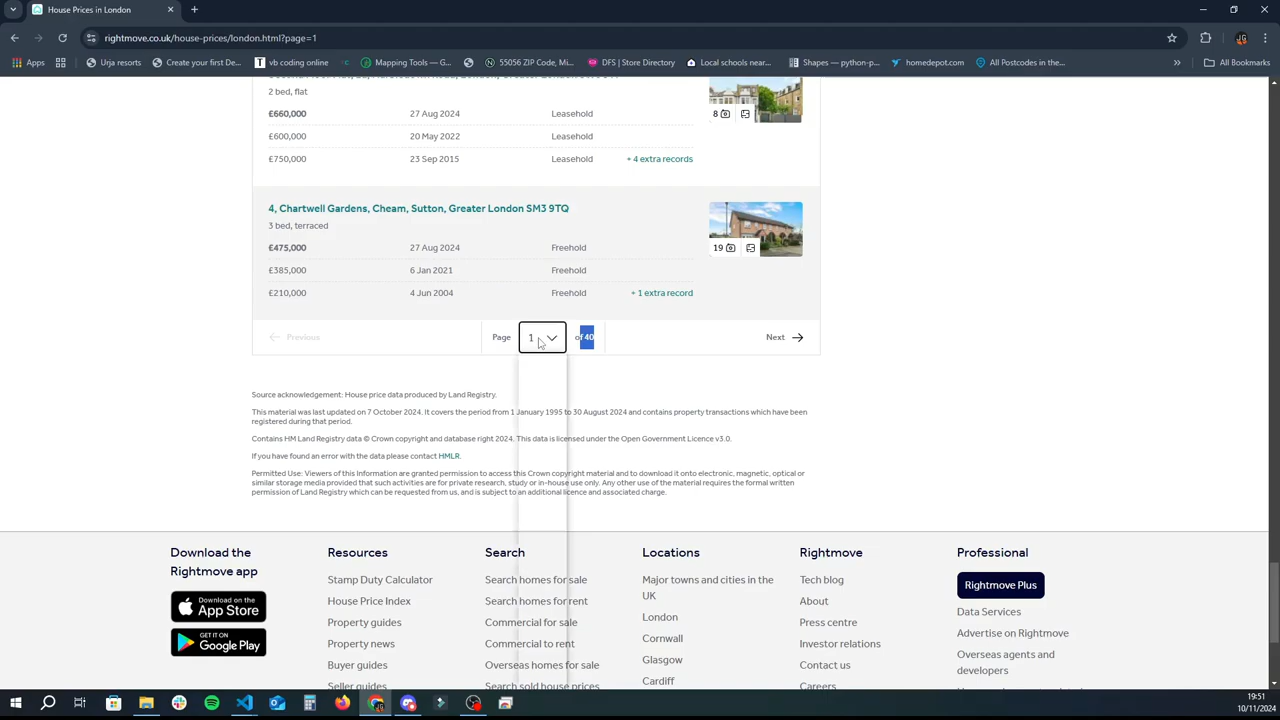 House Prices in London
rightmove.co.uk/house-prices/london.html?page=1
JG
Apps
Urja resorts
Create your first De...
vb coding online
Mapping Tools — G...
55056 ZIP Code, Mi...
DFS | Store Directory
Local schools near...
Shapes — python-p...
homedepot.com
All Postcodes in the...
All Bookmarks
2 bed, flat
£660,000 27 Aug 2024 Leasehold
£600,000 20 May 2022 Leasehold
£750,000 23 Sep 2015 Leasehold + 4 extra records
8
4, Chartwell Gardens, Cheam, Sutton, Greater London SM3 9TQ
3 bed, terraced
£475,000 27 Aug 2024 Freehold
£385,000 6 Jan 2021 Freehold
£210,000 4 Jun 2004 Freehold + 1 extra record
19
Previous Page 1 of 40 Next
Source acknowledgement: House price data produced by Land Registry.
This material was last updated on 7 October 2024. It covers the period from 1 January 1995 to 30 August 2024 and contains property transactions which have been
registered during that period.
Contains HM Land Registry data © Crown copyright and database right 2024. This data is licensed under the Open Government Licence v3.0.
If you have found an error with the data please contact HMLR.
Permitted Use: Viewers of this Information are granted permission to access this Crown copyright material and to download it onto electronic, magnetic, optical or
similar storage media provided that such activities are for private research, study or in-house use only. Any other use of the material requires the formal written
permission of Land Registry which can be requested from us, and is subject to an additional licence and associated charge.
Download the
Rightmove app
Download on the
App Store
GET IT ON
Google Play
Resources
Stamp Duty Calculator
House Price Index
Property guides
Property news
Buyer guides
Seller guides
Search
Search homes for sale
Search homes for rent
Commercial for sale
Commercial to rent
Overseas homes for sale
Search sold house prices
Locations
Major towns and cities in the
UK
London
Cornwall
Glasgow
Cardiff
Rightmove
Tech blog
About
Press centre
Investor relations
Contact us
Careers
Professional
Rightmove Plus
Data Services
Advertise on Rightmove
Overseas agents and
developers
19:51
10/11/2024